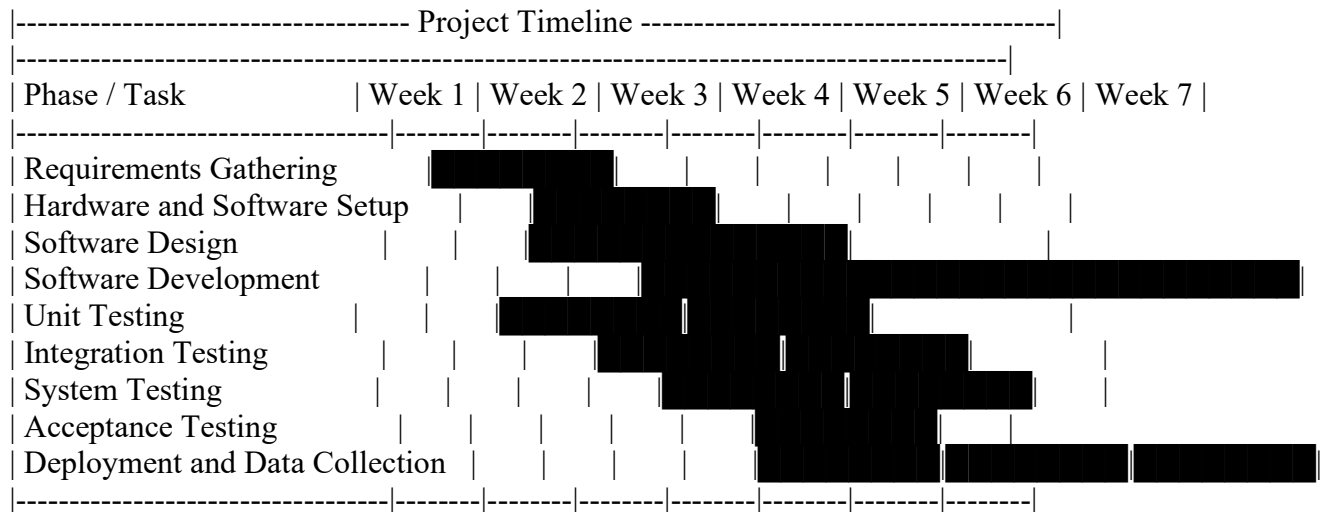 |---------------------------------- Project Timeline ------------------------------------|
|--------------------------------------------------------------------------------------|
| Phase / Task | Week 1 | Week 2 | Week 3 | Week 4 | Week 5 | Week 6 | Week 7 |
|--------------------------------|--------|--------|--------|--------|--------|--------|--------|
| Requirements Gathering |████████| | | | | | |
| Hardware and Software Setup | |████████| | | | | |
| Software Design | | |██████████████| |
| Software Development | | | |█████████████████████████████|
| Unit Testing | | |████████|████████| |
| Integration Testing | | | |████████|████████| |
| System Testing | | | | |████████|████████| |
| Acceptance Testing | | | | | |████████| |
| Deployment and Data Collection | | | | |████████|████████|████████|
|--------------------------------|--------|--------|--------|--------|--------|--------|--------|